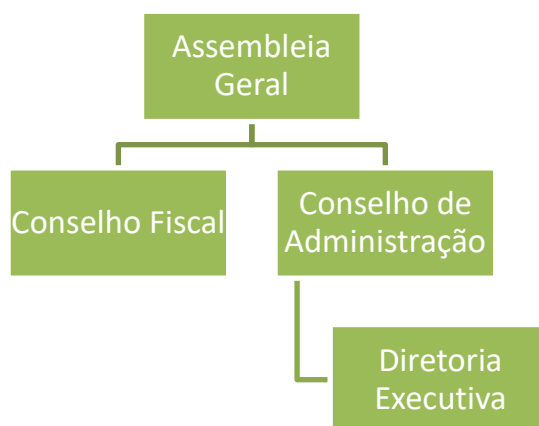 Assembleia
Geral
Conselho Fiscal
Conselho de
Administração
Diretoria
Executiva